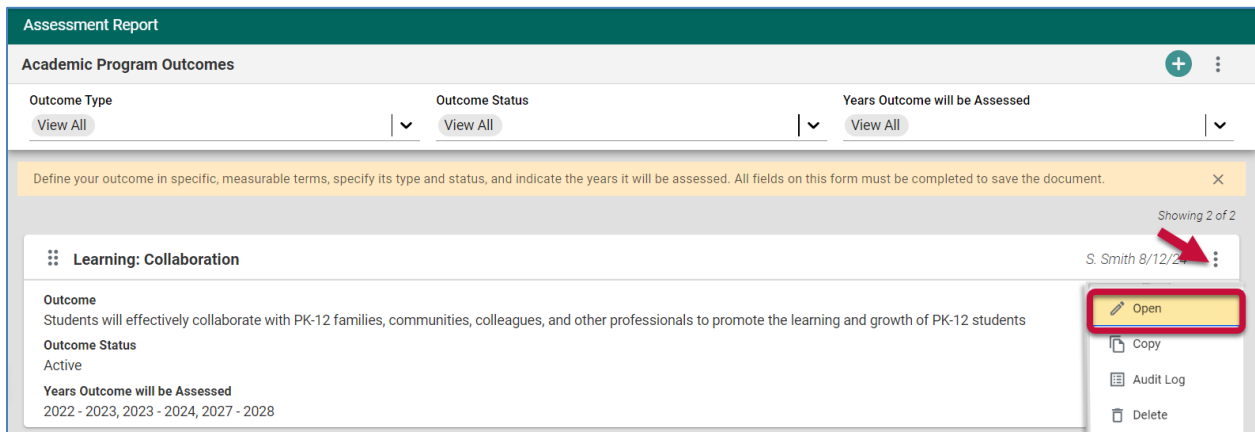 Assessment Report
Academic Program Outcomes
Outcome Type
Outcome Status
Years Outcome will be Assessed
View All
View All
View All
Define your outcome in specific, measurable terms, specify its type and status, and indicate the years it will be assessed. All fields on this form must be completed to save the document.
Showing 2 of 2
Learning: Collaboration
S. Smith 8/12/24
Outcome
Students will effectively collaborate with PK-12 families, communities, colleagues, and other professionals to promote the learning and growth of PK-12 students
Outcome Status
Active
Years Outcome will be Assessed
2022 - 2023, 2023 - 2024, 2027 - 2028
Open
Copy
Audit Log
Delete